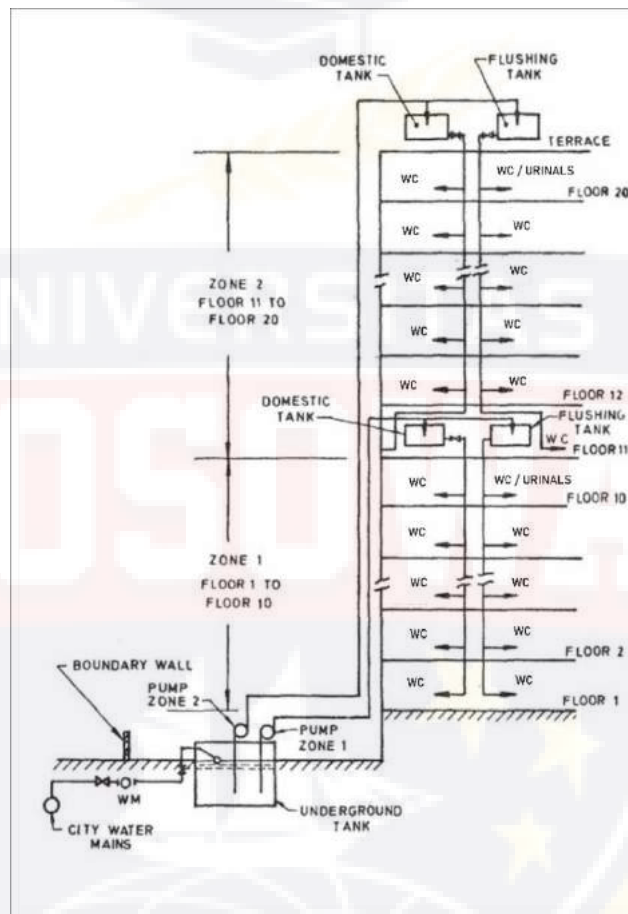 DOMESTIC
TANK
FLUSHING
TANK
TERRACE
WC
WC / URINALS
FLOOR 20
WC
WC
WC
WC
WC
WC
WC
WC
FLOOR 12
ZONE 2
FLOOR 11 TO
FLOOR 20
DOMESTIC
TANK
FLUSHING
TANK
WC
FLOOR 11
WC
WC / URINALS
FLOOR 10
WC
WC
WC
WC
WC
WC
FLOOR 2
WC
WC
FLOOR 1
ZONE 1
FLOOR 1 TO
FLOOR 10
BOUNDARY WALL
PUMP
ZONE 2
PUMP
ZONE 1
WM
UNDERGROUND
TANK
CITY WATER
MAINS
NIVERSITAS
OSOWA